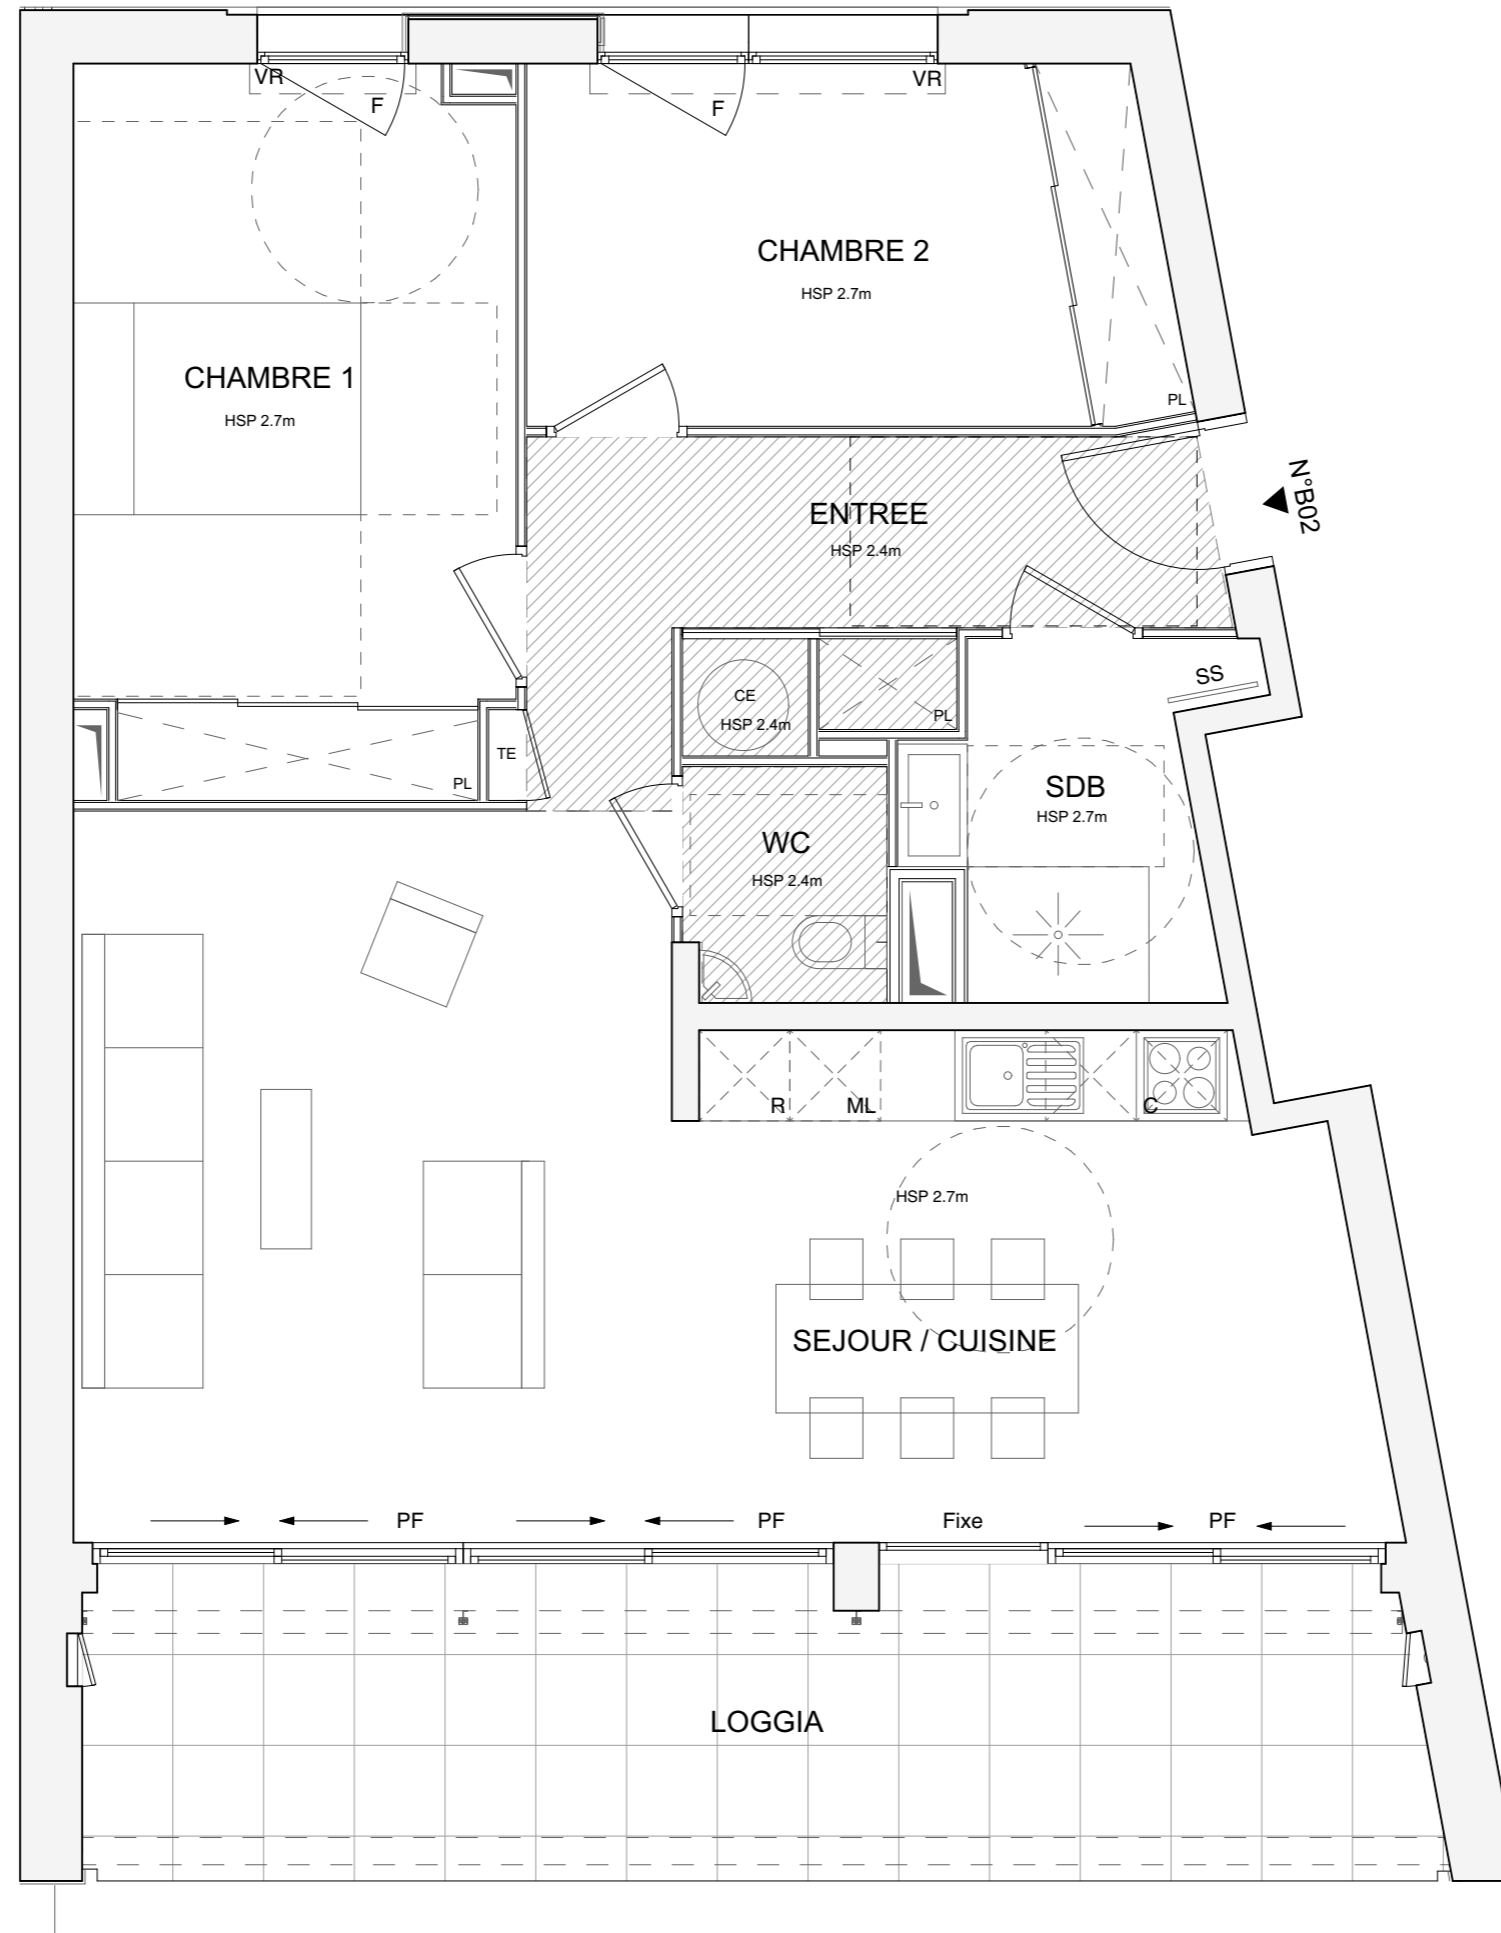 VR
F
F
VR
CHAMBRE 2
HSP 2.7m
CHAMBRE 1
HSP 2.7m
PL
N°B02
ENTREE
HSP 2.4m
SS
CE
HSP 2.4m
PL
TE
PL
SDB
HSP 2.7m
WC
HSP 2.4m
R
ML
C
HSP 2.7m
SEJOUR / CUISINE
PF
PF
Fixe
PF
LOGGIA